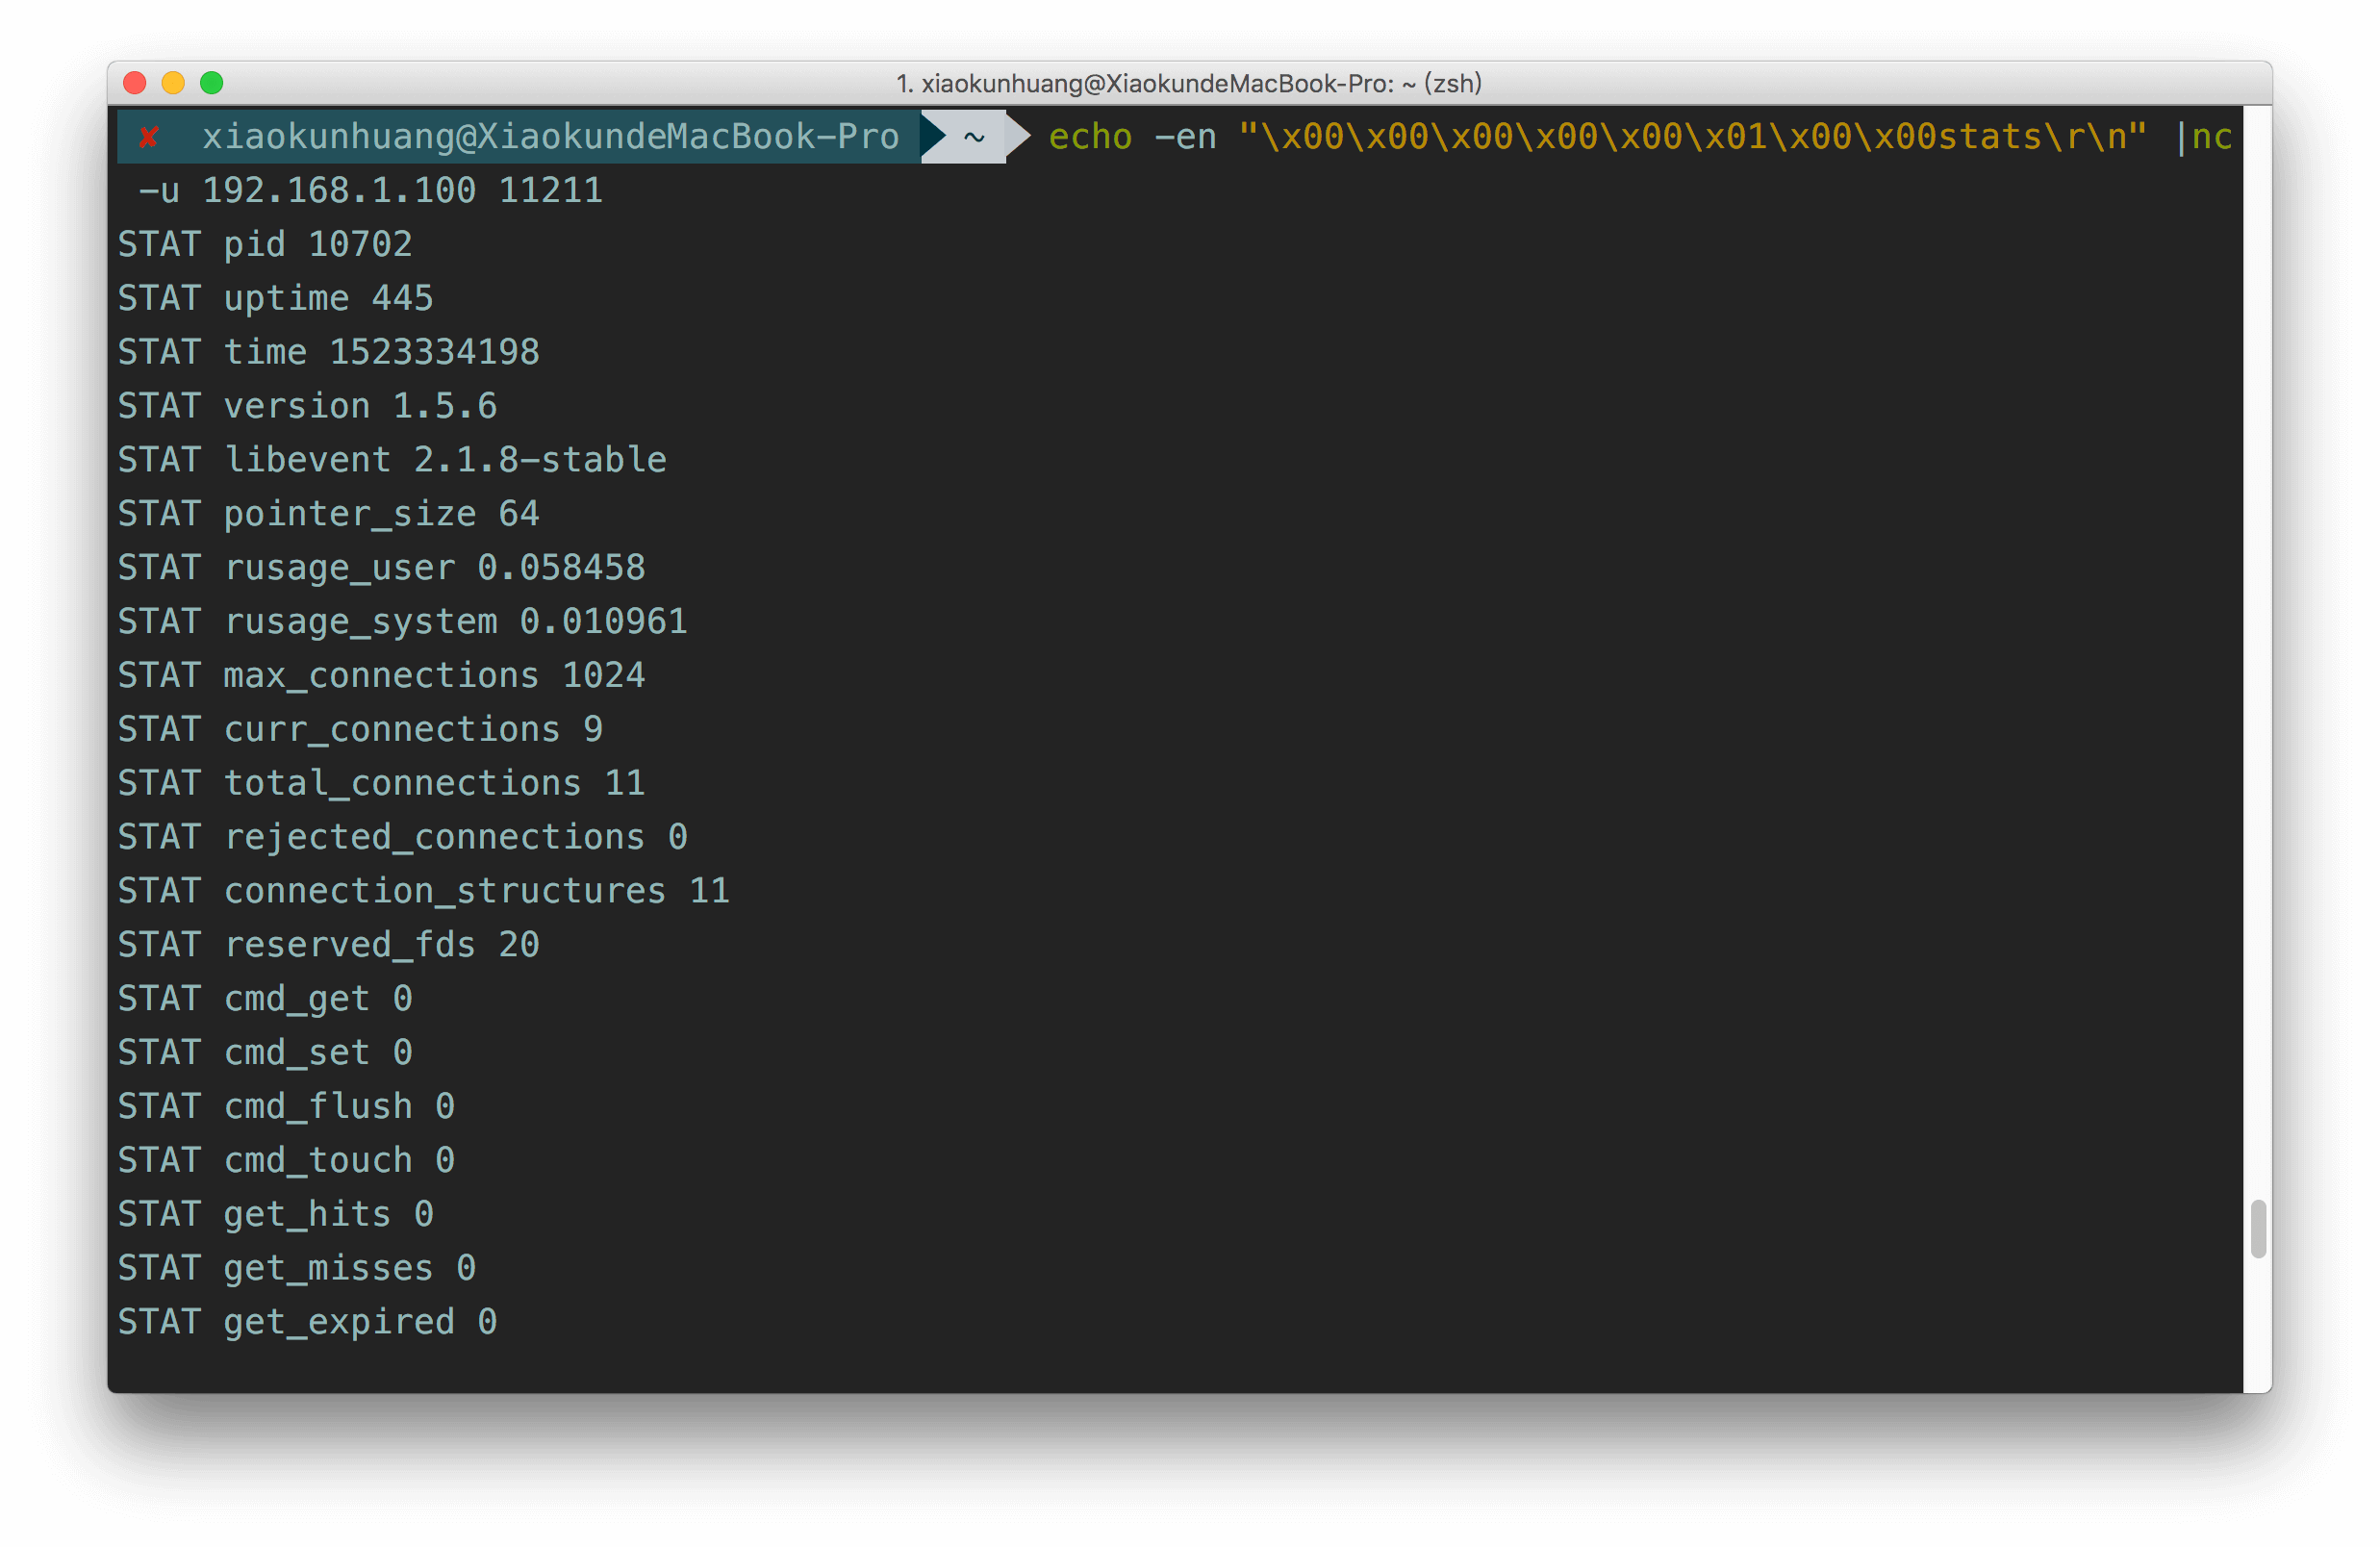 1. xiaokunhuang@XiaokundeMacBook-Pro: ~ (zsh)
✘ xiaokunhuang@XiaokundeMacBook-Pro ~ echo -en "\x00\x00\x00\x00\x00\x01\x00\x00stats\r\n" |nc
-u 192.168.1.100 11211
STAT pid 10702
STAT uptime 445
STAT time 1523334198
STAT version 1.5.6
STAT libevent 2.1.8-stable
STAT pointer_size 64
STAT rusage_user 0.058458
STAT rusage_system 0.010961
STAT max_connections 1024
STAT curr_connections 9
STAT total_connections 11
STAT rejected_connections 0
STAT connection_structures 11
STAT reserved_fds 20
STAT cmd_get 0
STAT cmd_set 0
STAT cmd_flush 0
STAT cmd_touch 0
STAT get_hits 0
STAT get_misses 0
STAT get_expired 0